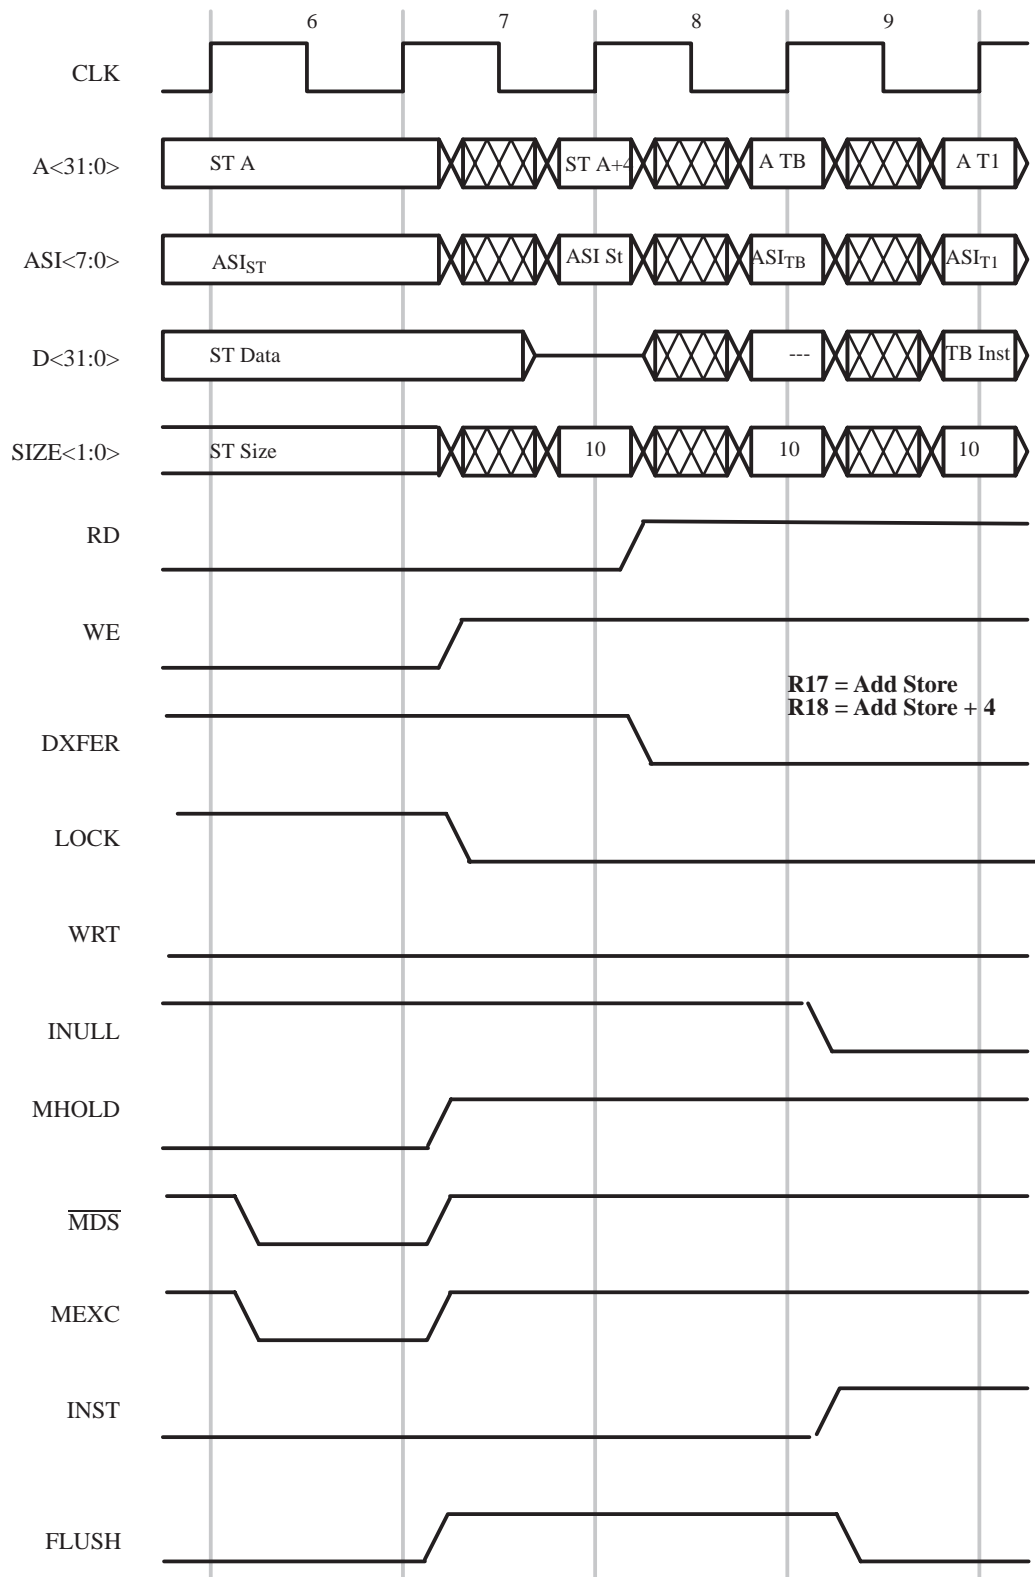 6 7 8 9
CLK
A<31:0> ST A ST A+4 A TB A T1
ASI<7:0> ASIST ASI St ASITB ASIT1
D<31:0> ST Data --- TB Inst
SIZE<1:0> ST Size 10 10 10
RD
WE
R17 = Add Store
R18 = Add Store + 4
DXFER
LOCK
WRT
INULL
MHOLD
MDS
MEXC
INST
FLUSH